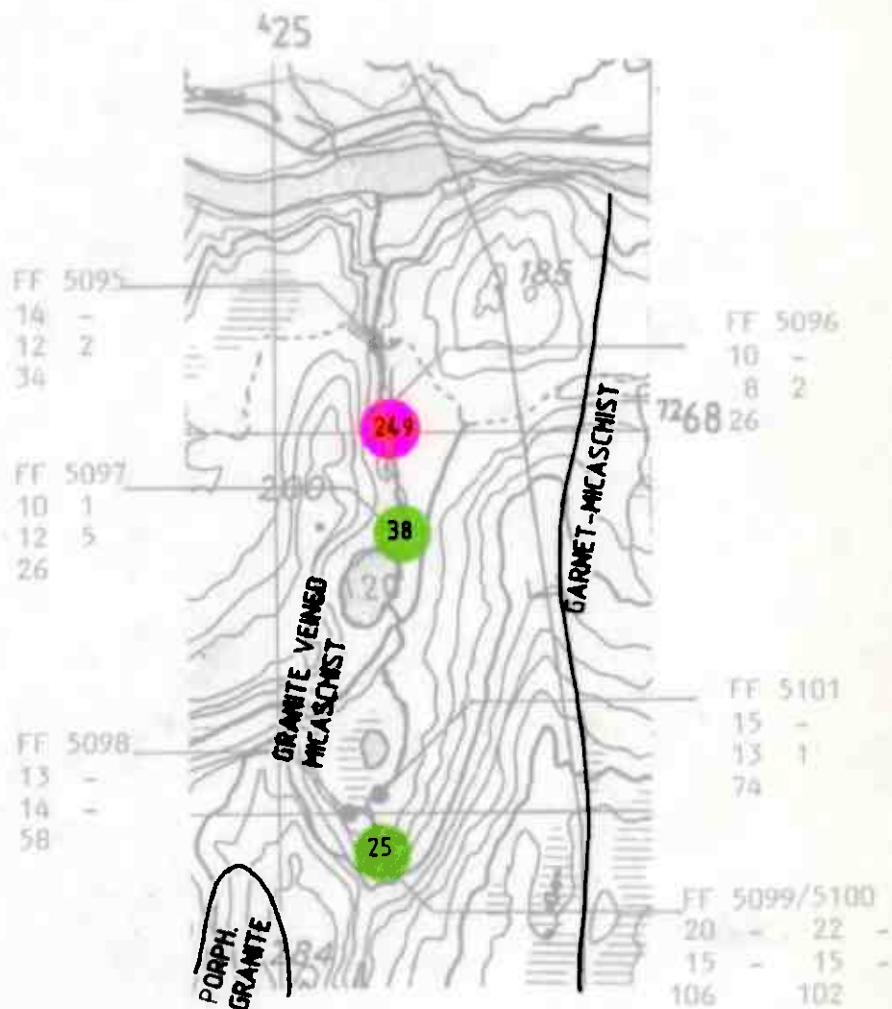 425
185
FF 5095
14 -
12 2
34
FF 5096
10 -
8 2
26
7268
249
FF 5097
10 1
12 5
26
200
38
GARNET-MICASCHIST
GRANITE VEINED
MICASCHIST
FF 5101
15 -
13 1
74
FF 5098
13 -
14 -
58
25
FF 5099/5100
20 - 22 -
15 - 15 -
106 102
PORPH.
GRANITE
284